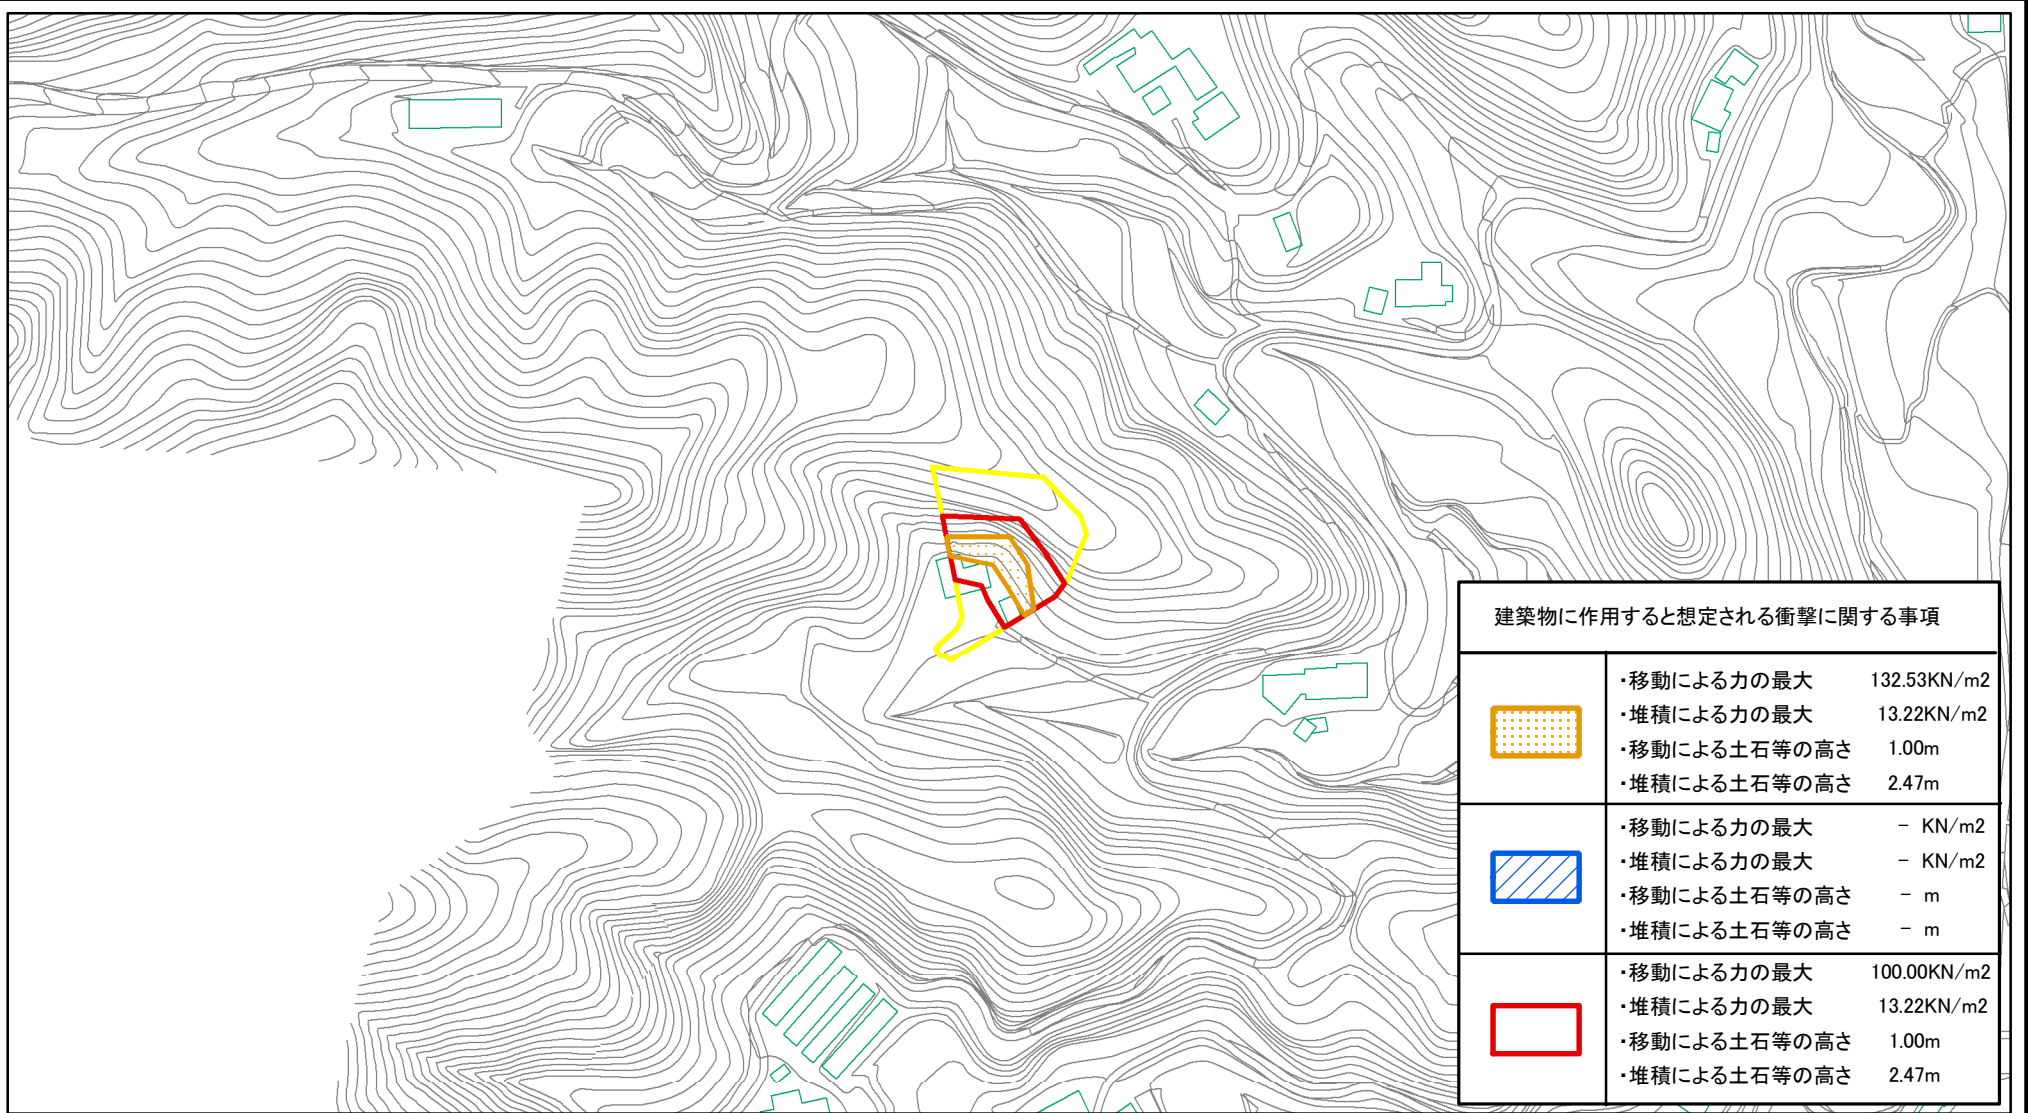 建築物に作用すると想定される衝撃に関する事項
・移動による力の最大 132.53KN/m2
・堆積による力の最大 13.22KN/m2
・移動による土石等の高さ 1.00m
・堆積による土石等の高さ 2.47m
・移動による力の最大 - KN/m2
・堆積による力の最大 - KN/m2
・移動による土石等の高さ - m
・堆積による土石等の高さ - m
・移動による力の最大 100.00KN/m2
・堆積による力の最大 13.22KN/m2
・移動による土石等の高さ 1.00m
・堆積による土石等の高さ 2.47m